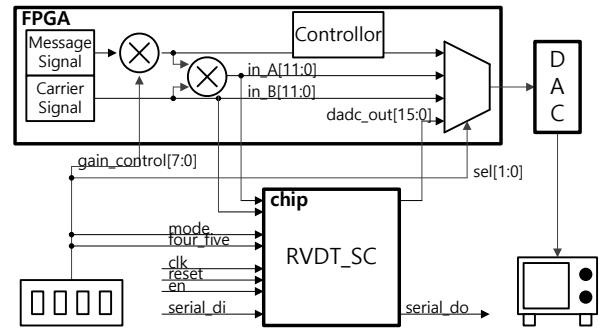 FPGA
Message
Signal
Controllor
Carrier
Signal
in_A[11:0]
in_B[11:0]
dadc_out[15:0]
D
A
C
gain_control[7:0]
sel[1:0]
chip
mode
four_five
RVDT_SC
clk
reset
en
serial_di
serial_do